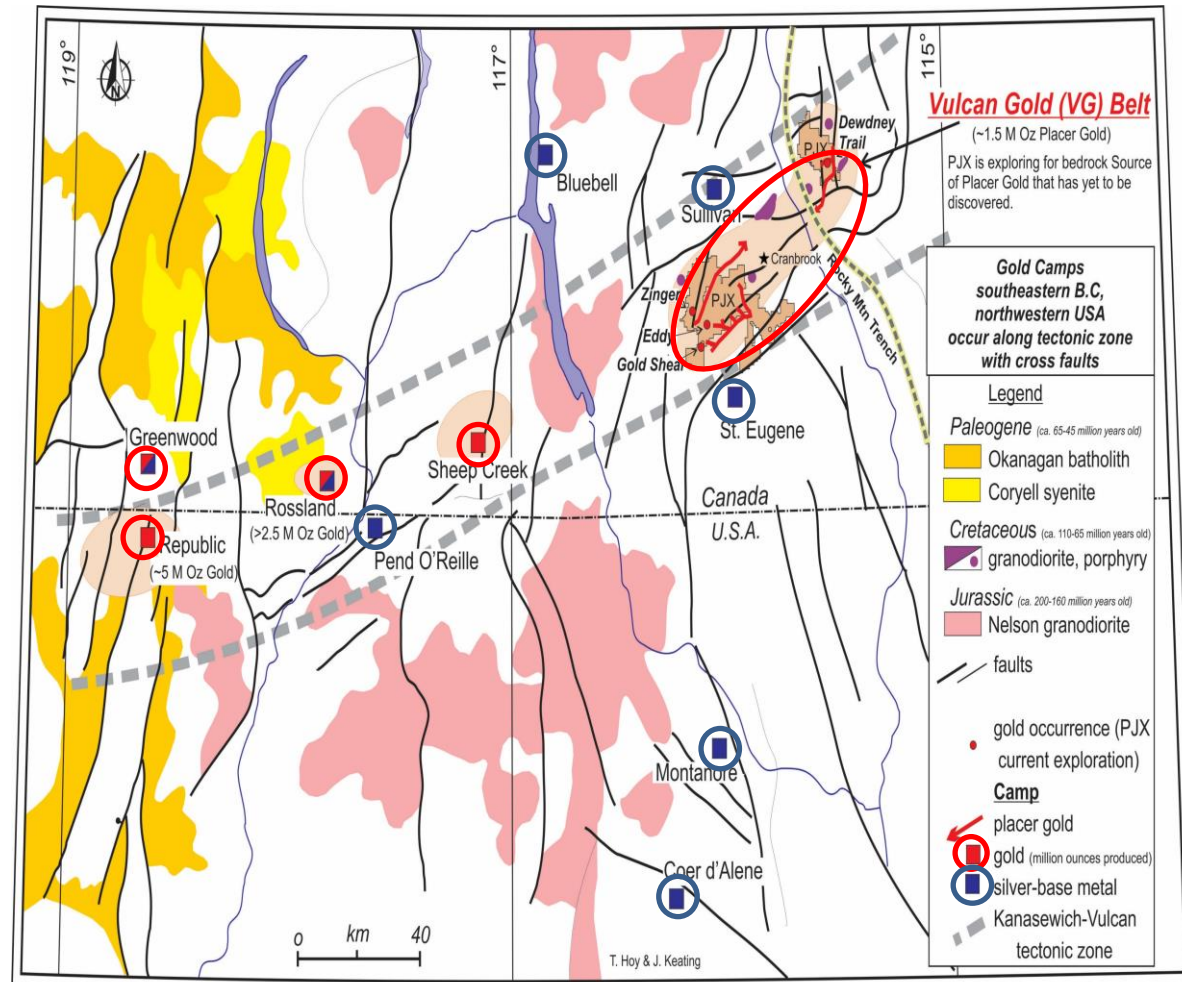 119°
117°
115°
N
Vulcan Gold (VG) Belt
(~1.5 M Oz Placer Gold)
PJX is exploring for bedrock Source
of Placer Gold that has yet to be
discovered.
Dewdney
Trail
PJX
Bluebell
Sullivan
Cranbrook
Rocky Mtn Trench
Zinger
PJX
Eddy
Gold Shear
St. Eugene
Greenwood
Sheep Creek
Rossland
(>2.5 M Oz Gold)
Republic
(~5 M Oz Gold)
Pend O'Reille
Canada
U.S.A.
Montanore
Coer d'Alene
0 km 40
T. Hoy & J. Keating
Gold Camps
southeastern B.C,
northwestern USA
occur along tectonic zone
with cross faults
Legend
Paleogene (ca. 65-45 million years old)
Okanagan batholith
Coryell syenite
Cretaceous (ca. 110-65 million years old)
granodiorite, porphyry
Jurassic (ca. 200-160 million years old)
Nelson granodiorite
faults
gold occurrence (PJX
current exploration)
Camp
placer gold
gold (million ounces produced)
silver-base metal
Kanasewich-Vulcan
tectonic zone